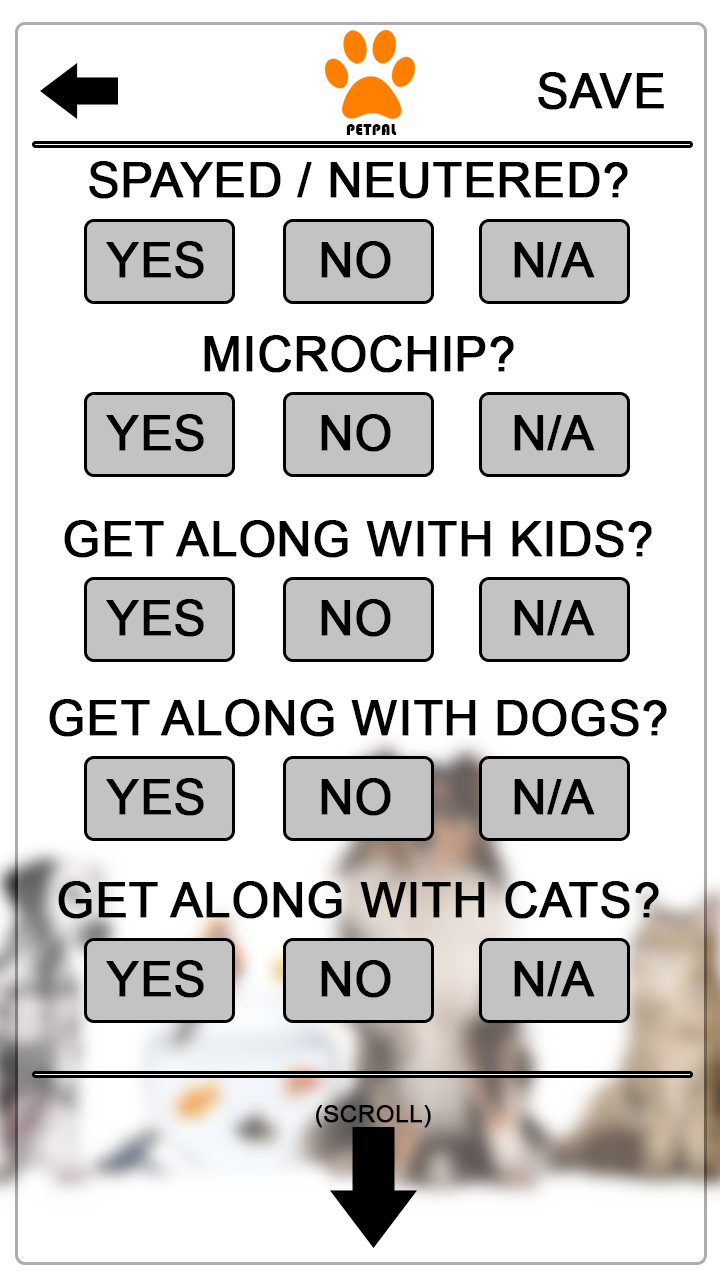 SAVE
PETPAL
SPAYED / NEUTERED?
YES NO N/A
MICROCHIP?
YES NO N/A
GET ALONG WITH KIDS?
YES NO N/A
GET ALONG WITH DOGS?
YES NO N/A
GET ALONG WITH CATS?
YES NO N/A
(SCROLL)